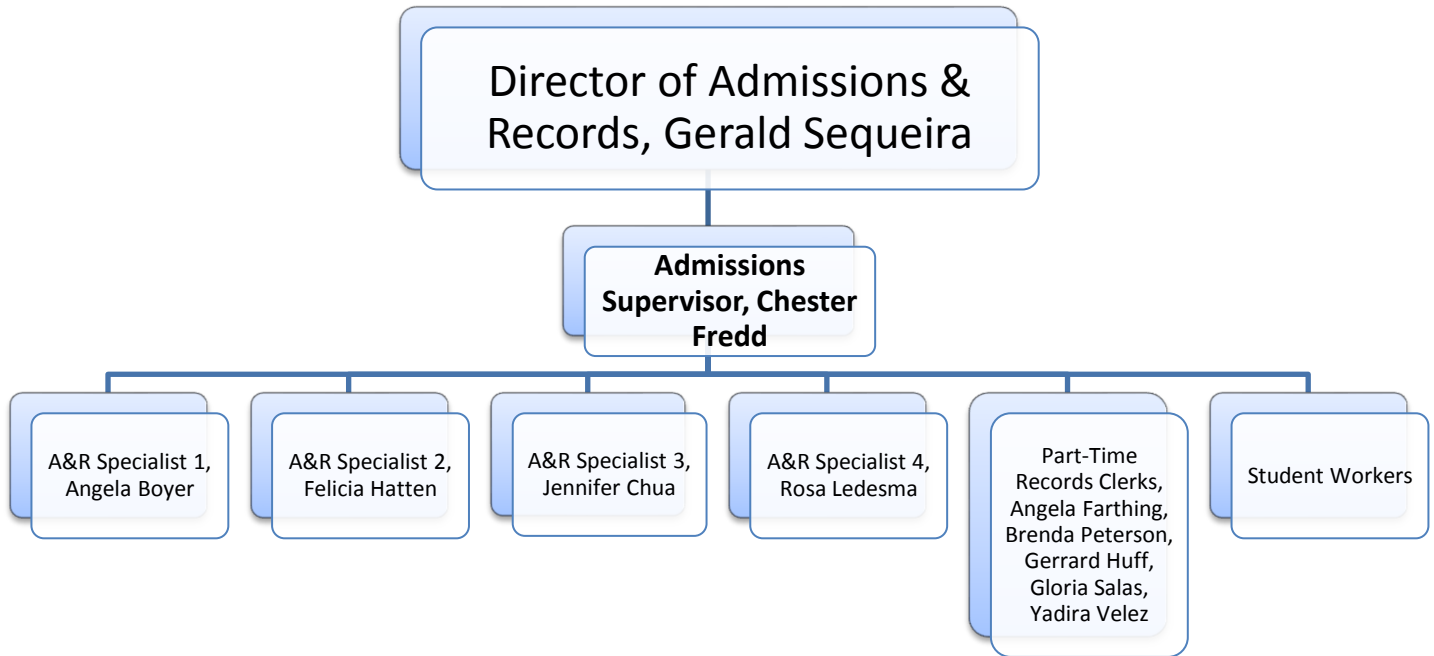 Director of Admissions &
Records, Gerald Sequeira
Admissions
Supervisor, Chester
Fredd
A&R Specialist 1,
Angela Boyer
A&R Specialist 2,
Felicia Hatten
A&R Specialist 3,
Jennifer Chua
A&R Specialist 4,
Rosa Ledesma
Part-Time
Records Clerks,
Angela Farthing,
Brenda Peterson,
Gerrard Huff,
Gloria Salas,
Yadira Velez
Student Workers